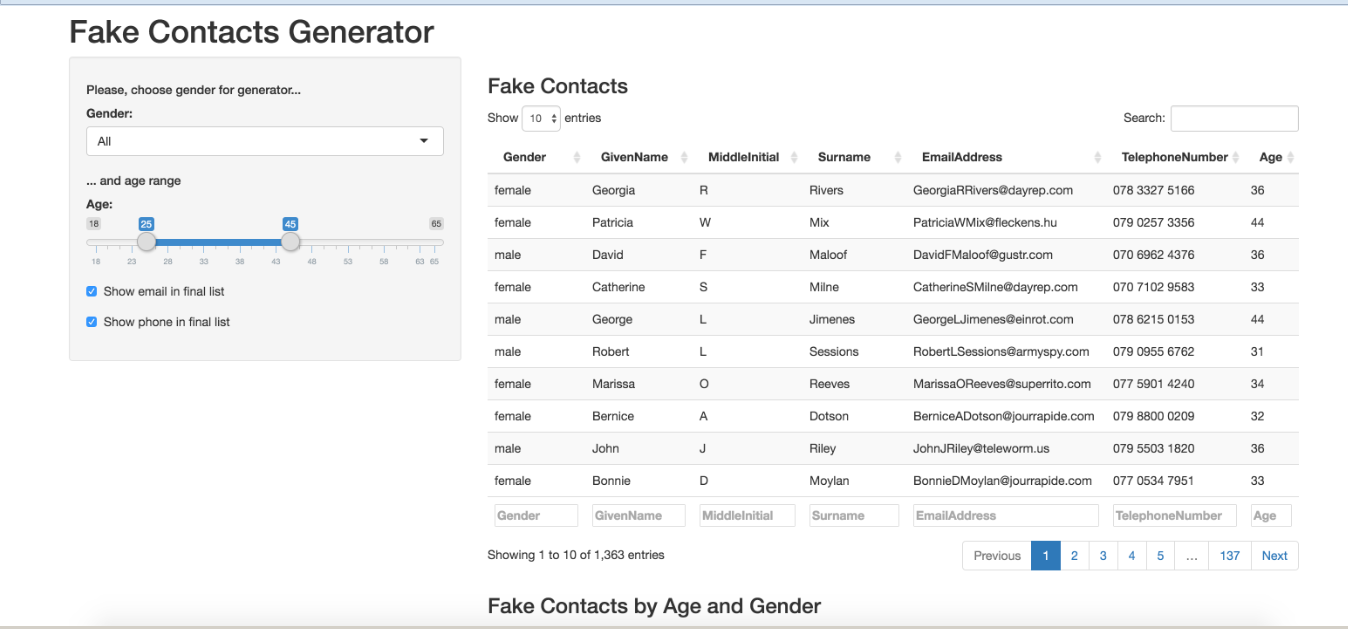 Fake Contacts Generator
Please, choose gender for generator...
Gender:
All
... and age range
Age:
18 25 45 65
18 23 28 33 38 43 48 53 58 63 65
Show email in final list
Show phone in final list
Fake Contacts
Show 10 entries Search:
Gender GivenName MiddleInitial Surname EmailAddress TelephoneNumber Age
female Georgia R Rivers GeorgiaRRivers@dayrep.com 078 3327 5166 36
female Patricia W Mix PatriciaWMix@fleckens.hu 079 0257 3356 44
male David F Maloof DavidFMaloof@gustr.com 070 6962 4376 36
female Catherine S Milne CatherineSMilne@dayrep.com 070 7102 9583 33
male George L Jimenes GeorgeLJimenes@einrot.com 078 6215 0153 44
male Robert L Sessions RobertLSessions@armyspy.com 079 0955 6762 31
female Marissa O Reeves MarissaOReeves@superrito.com 077 5901 4240 34
female Bernice A Dotson BerniceADotson@jourrapide.com 079 8800 0209 32
male John J Riley JohnJRiley@teleworm.us 079 5503 1820 36
female Bonnie D Moylan BonnieDMoylan@jourrapide.com 077 0534 7951 33
Gender GivenName MiddleInitial Surname EmailAddress TelephoneNumber Age
Showing 1 to 10 of 1,363 entries Previous 1 2 3 4 5 ... 137 Next
Fake Contacts by Age and Gender